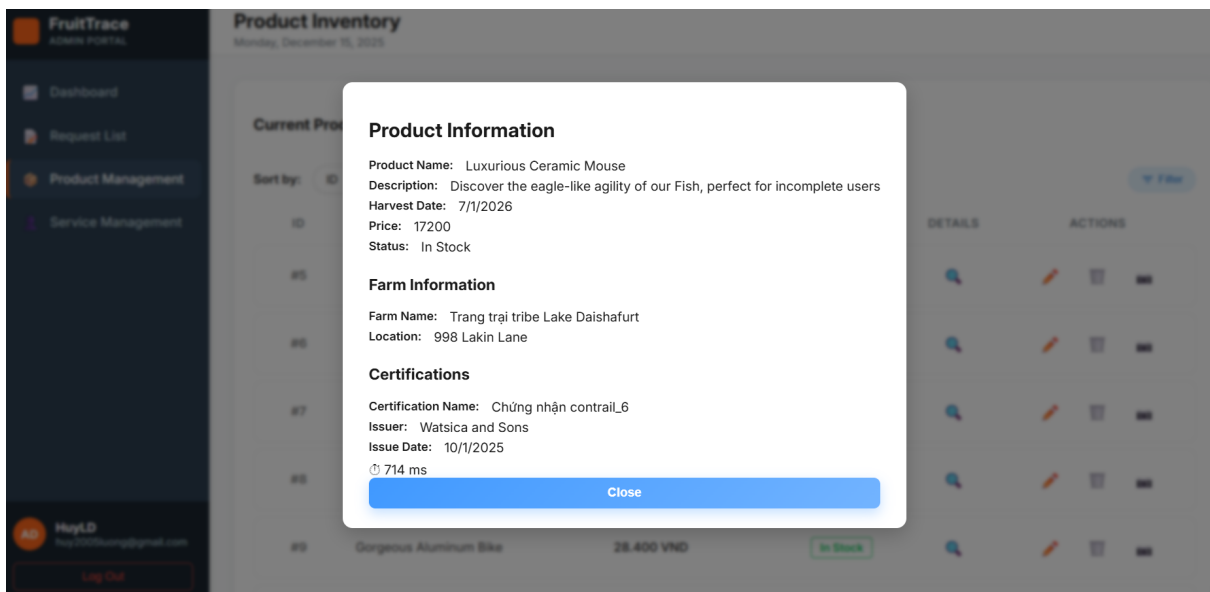 FruitTrace
ADMIN PORTAL
Dashboard
Request List
Product Management
Service Management
HuyLD
Log Out
Product Inventory
Monday, December 15, 2025
Sort by:
ID
Filter
ID
DETAILS
ACTIONS
#5
#6
#7
#8
#9
Gorgeous Aluminum Bike
28.400 VND
In Stock
Product Information
Product Name: Luxurious Ceramic Mouse
Description: Discover the eagle-like agility of our Fish, perfect for incomplete users
Harvest Date: 7/1/2026
Price: 17200
Status: In Stock
Farm Information
Farm Name: Trang trại tribe Lake Daishafurt
Location: 998 Lakin Lane
Certifications
Certification Name: Chứng nhận contrail_6
Issuer: Watsica and Sons
Issue Date: 10/1/2025
⏱ 714 ms
Close